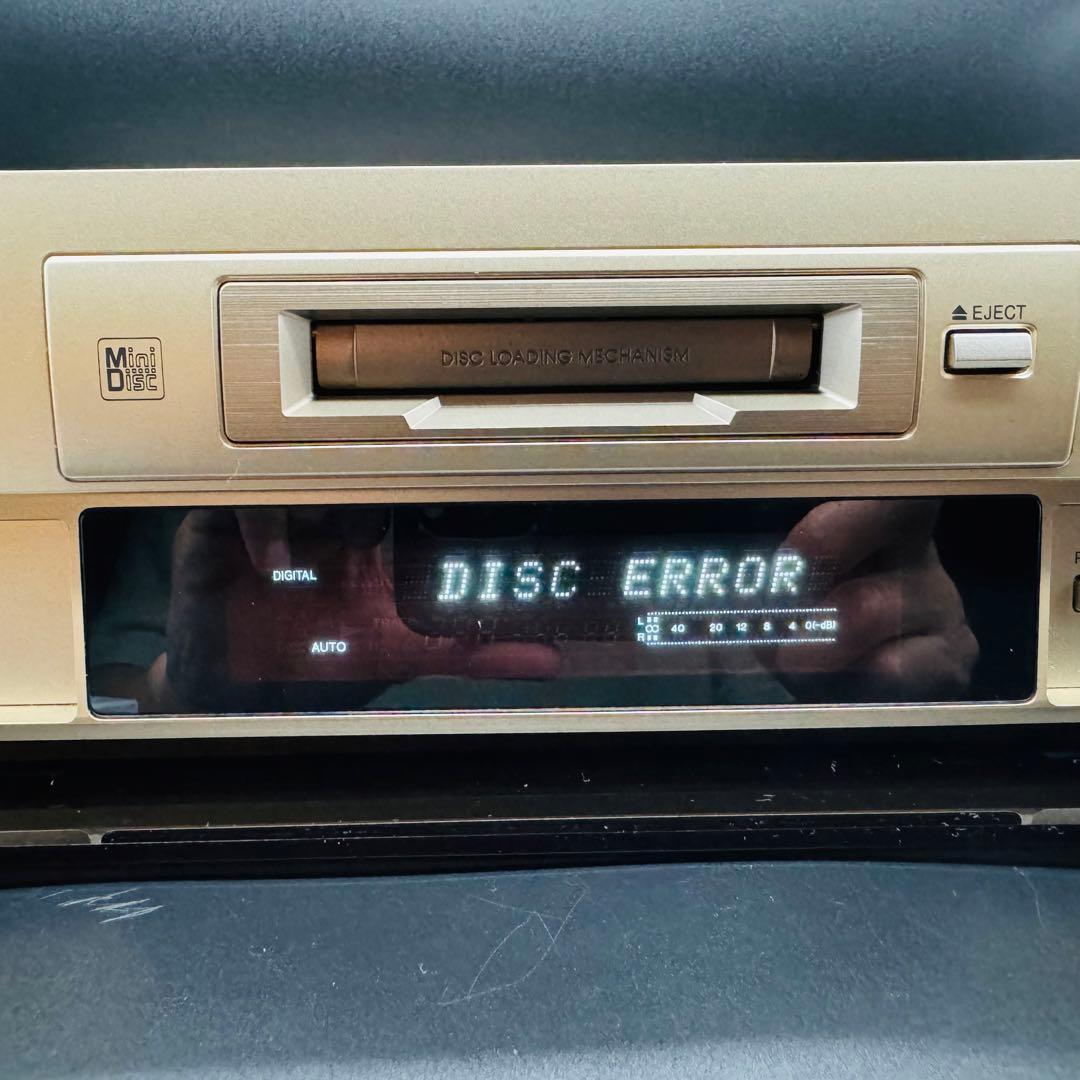 Mini
Disc
DISC LOADING MECHANISM
EJECT
DIGITAL
DISC ERROR
AUTO
L
R
∞ 40 20 12 8 4 0(-dB)